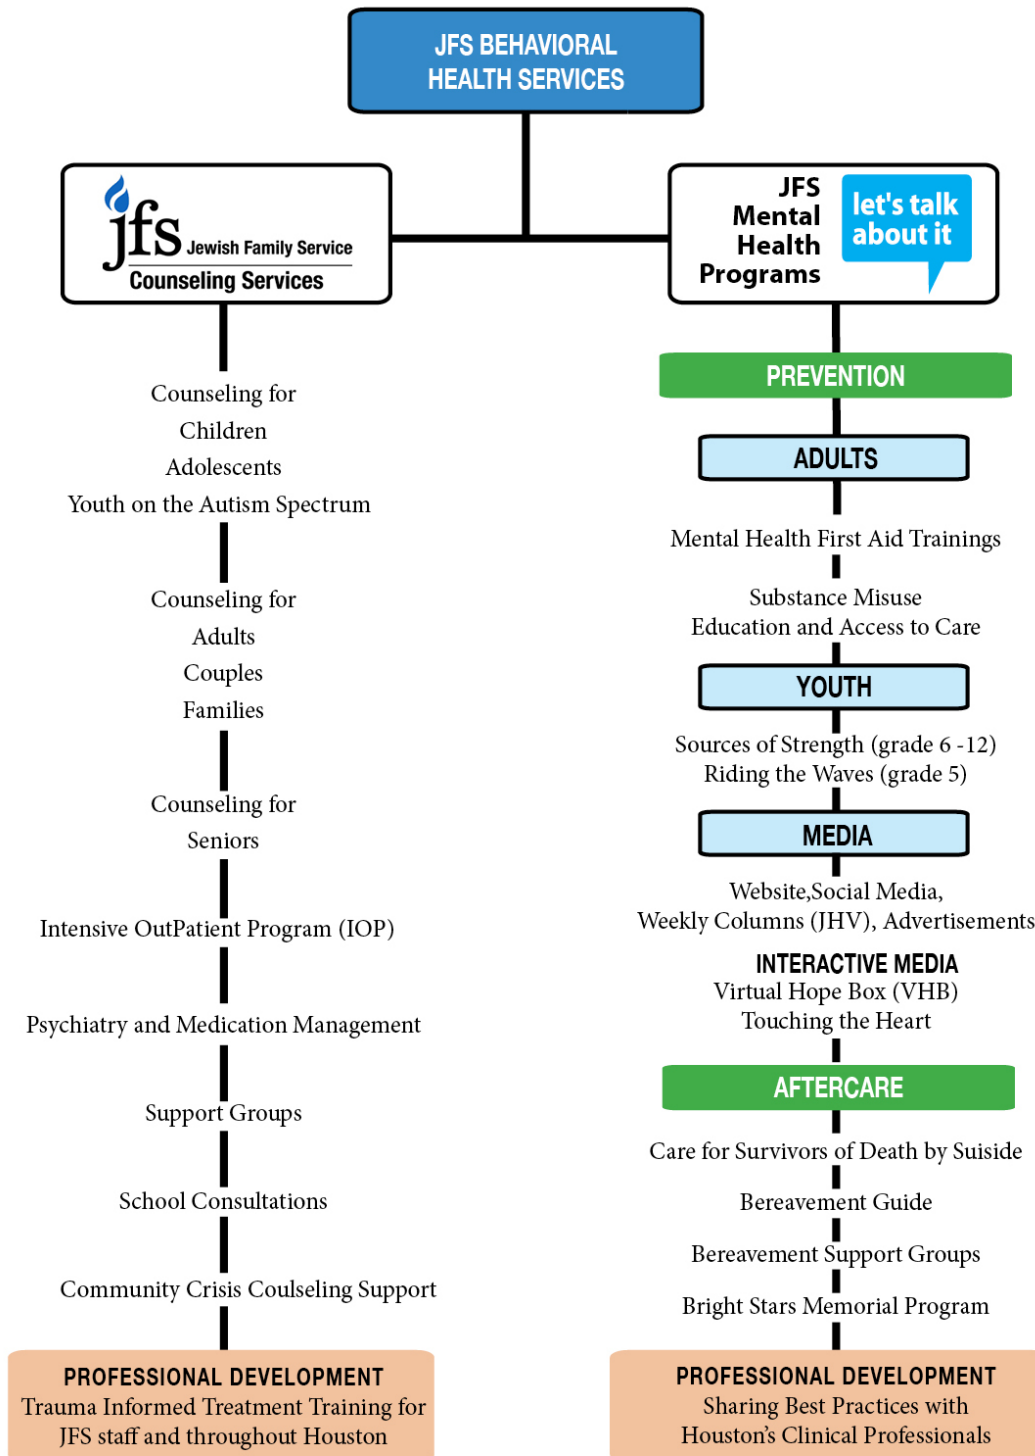 JFS BEHAVIORAL
HEALTH SERVICES
jfs Jewish Family Service
Counseling Services
JFS
Mental
Health
Programs
let's talk
about it
Counseling for
Children
Adolescents
Youth on the Autism Spectrum
Counseling for
Adults
Couples
Families
Counseling for
Seniors
Intensive OutPatient Program (IOP)
Psychiatry and Medication Management
Support Groups
School Consultations
Community Crisis Coulseling Support
PROFESSIONAL DEVELOPMENT
Trauma Informed Treatment Training for
JFS staff and throughout Houston
PREVENTION
ADULTS
Mental Health First Aid Trainings
Substance Misuse
Education and Access to Care
YOUTH
Sources of Strength (grade 6 -12)
Riding the Waves (grade 5)
MEDIA
Website,Social Media,
Weekly Columns (JHV), Advertisements
INTERACTIVE MEDIA
Virtual Hope Box (VHB)
Touching the Heart
AFTERCARE
Care for Survivors of Death by Suiside
Bereavement Guide
Bereavement Support Groups
Bright Stars Memorial Program
PROFESSIONAL DEVELOPMENT
Sharing Best Practices with
Houston's Clinical Professionals